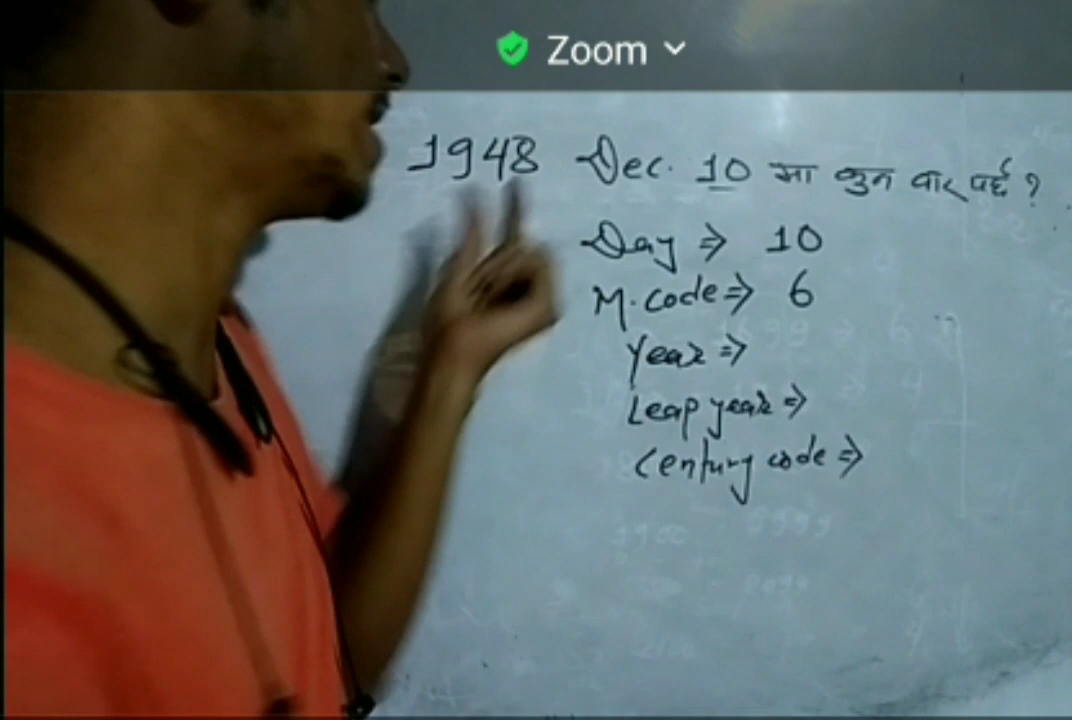 Zoom
1948 Dec. 10 मा कुन वार पर्छ ?
Day ⇒ 10
M. code ⇒ 6
Year ⇒
Leap year ⇒
Century code ⇒